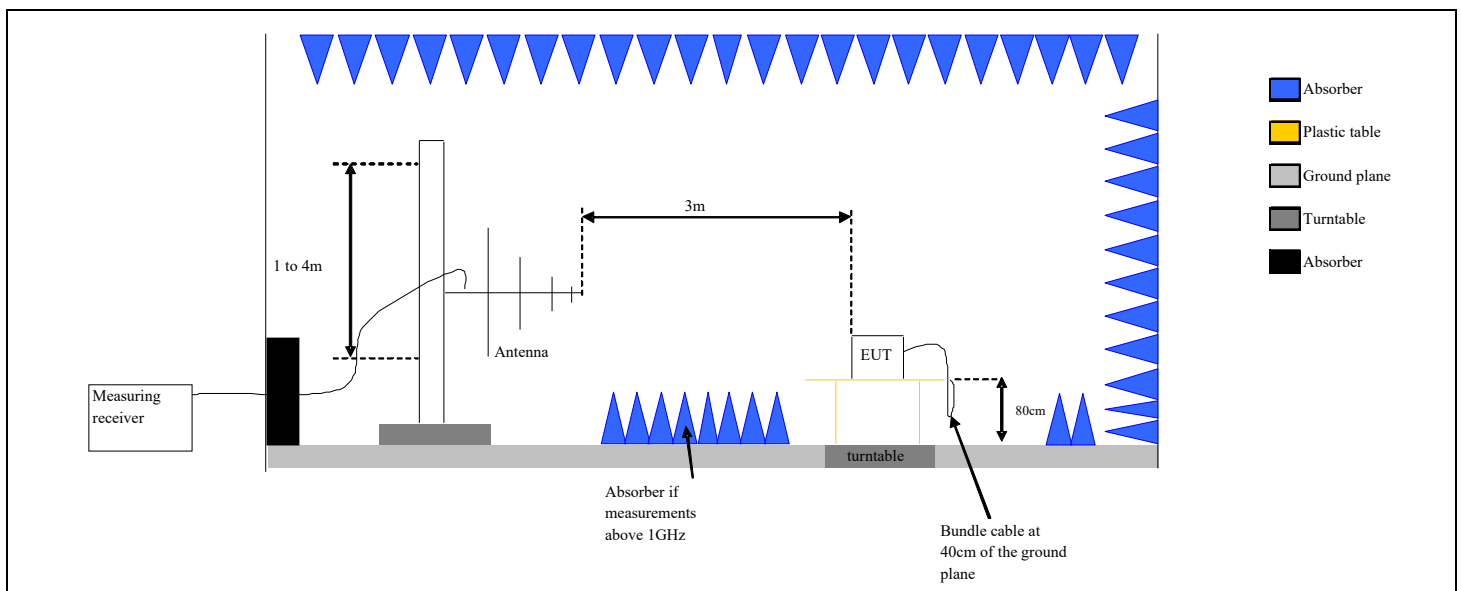 Absorber
Plastic table
Ground plane
Turntable
Absorber
3m
1 to 4m
Antenna
EUT
Measuring
receiver
80cm
turntable
Absorber if
measurements
above 1GHz
Bundle cable at
40cm of the ground
plane